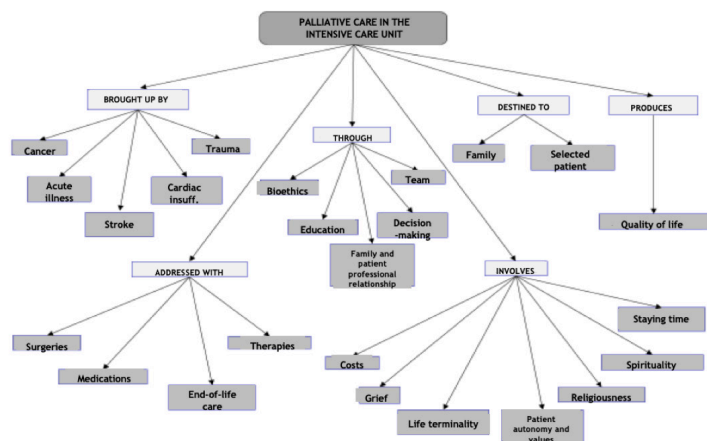 PALLIATIVE CARE IN THE
INTENSIVE CARE UNIT
BROUGHT UP BY
DESTINED TO
PRODUCES
Cancer
Trauma
Acute
illness
Cardiac
insuff.
Stroke
THROUGH
Family
Selected
patient
Bioethics
Team
Education
Decision
-making
Family and
patient
professional
relationship
Quality of life
ADDRESSED WITH
INVOLVES
Surgeries
Therapies
Medications
End-of-life
care
Staying time
Costs
Spirituality
Grief
Religiousness
Life terminality
Patient
autonomy and
values